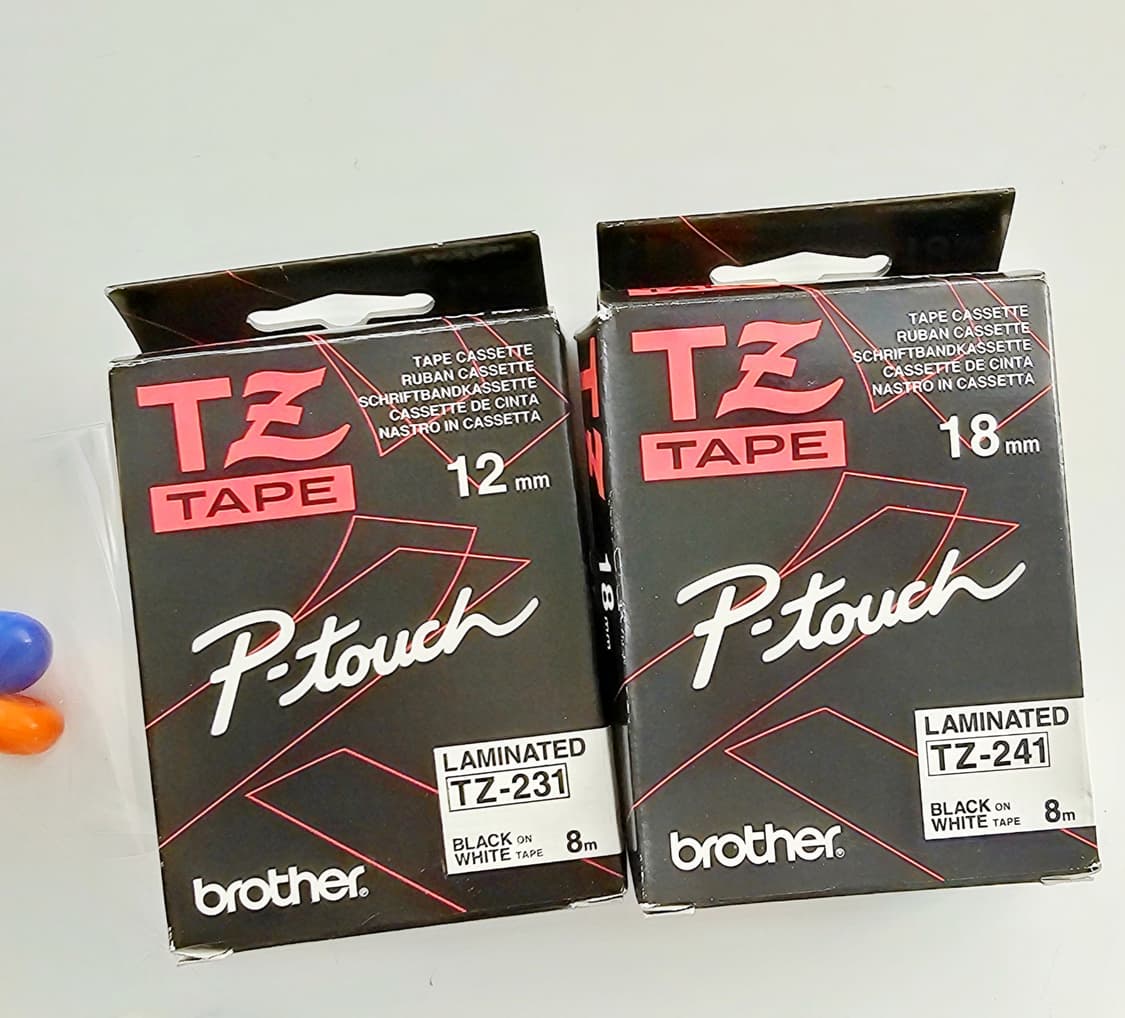 TZ
TAPE
TAPE CASSETTE
RUBAN CASSETTE
SCHRIFTBANDKASSETTE
CASSETTE DE CINTA
NASTRO IN CASSETTA
12 mm
P-touch
LAMINATED
TZ-231
BLACK ON
WHITE TAPE
8m
brother®
TZ
18 mm
TAPE
TZ
TAPE
TAPE CASSETTE
RUBAN CASSETTE
SCHRIFTBANDKASSETTE
CASSETTE DE CINTA
NASTRO IN CASSETTA
18 mm
P-touch
LAMINATED
TZ-241
BLACK ON
WHITE TAPE
8m
brother®